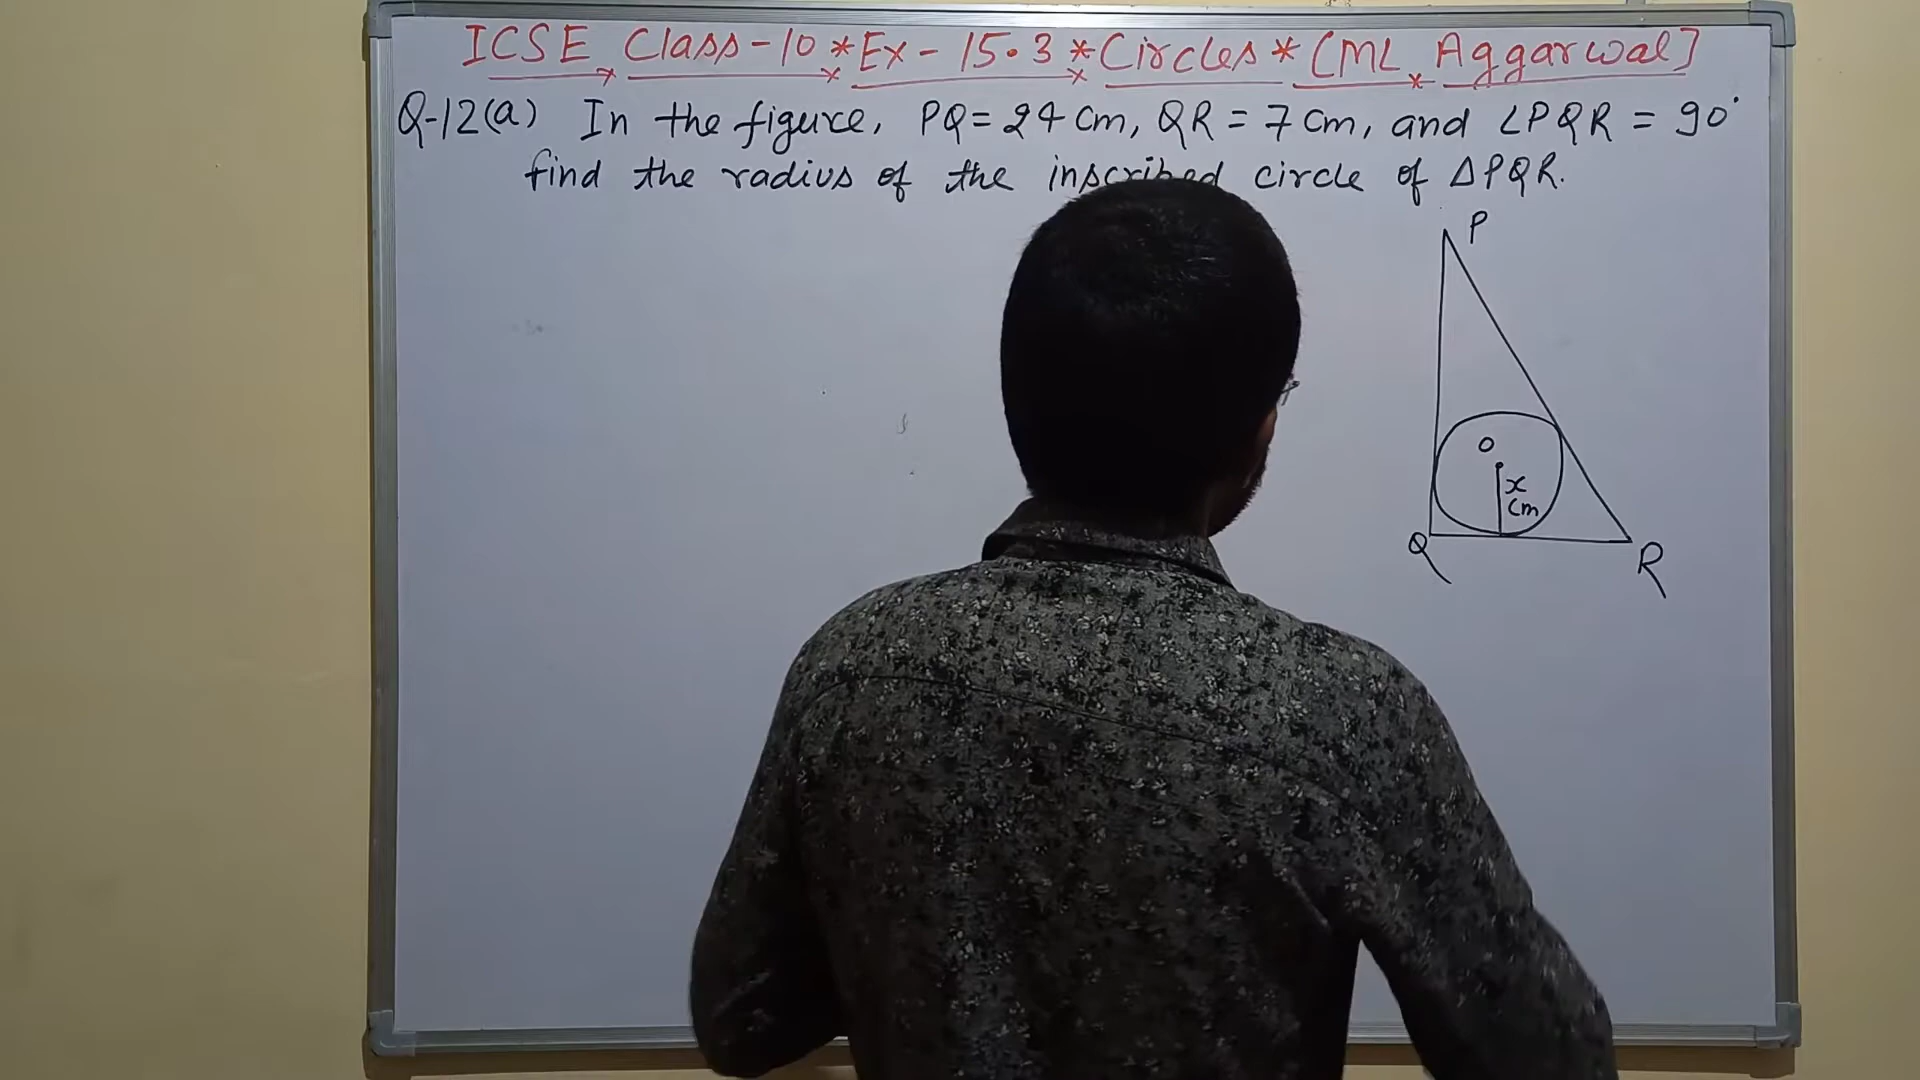 ICSE Class-10 * Ex-15.3 * Circles * [ML Aggarwal]
Q-12(a) In the figure, PQ = 24 cm, QR = 7 cm, and ∠PQR = 90°
find the radius of the inscribed circle of ΔPQR.
P
O
x
cm
Q
R